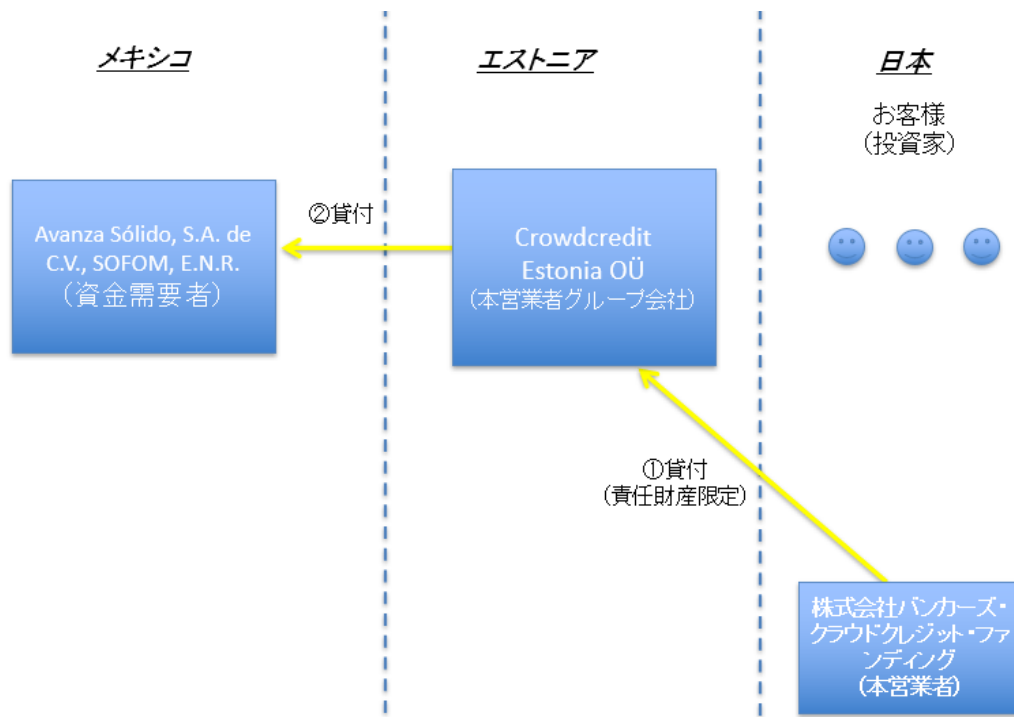 メキシコ
エストニア
日本
お客様
(投資家)
Avanza Sólido, S.A. de
C.V., SOFOM, E.N.R.
(資金需要者)
②貸付
Crowdcredit
Estonia OÜ
(本営業者グループ会社)
①貸付
(責任財産限定)
株式会社バンカーズ・
クラウドクレジット・ファ
ンディング
(本営業者)